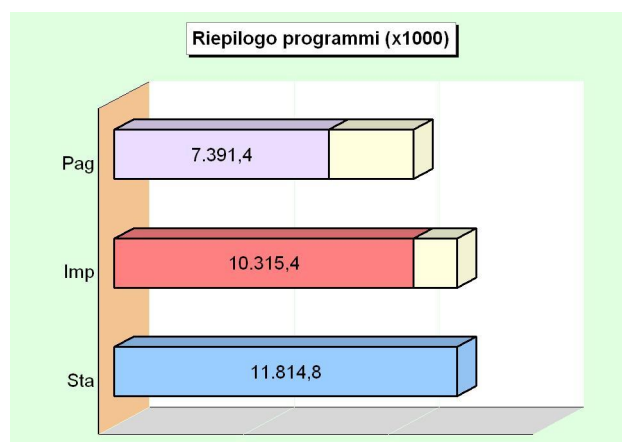 Riepilogo programmi (x1000)
Pag
7.391,4
Imp
10.315,4
Sta
11.814,8